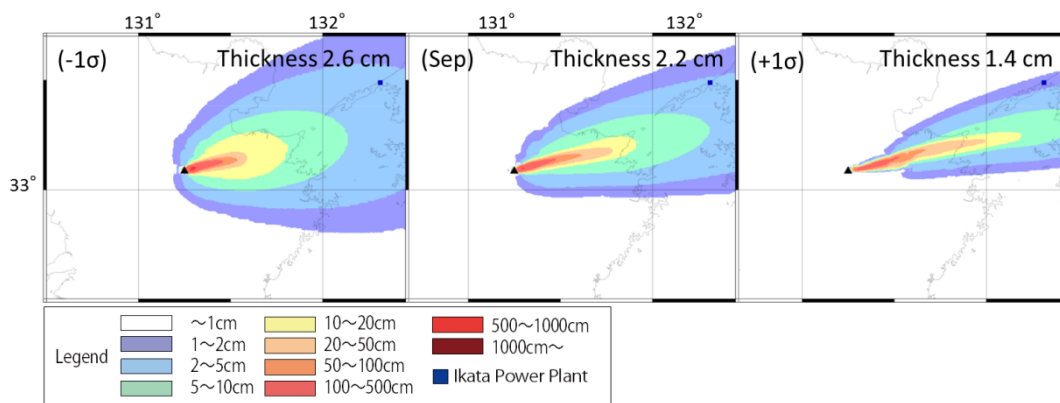 131° 132° 131° 132°
(-1σ) Thickness 2.6 cm (Sep) Thickness 2.2 cm (+1σ) Thickness 1.4 cm
33°
Legend
～1cm
1～2cm
2～5cm
5～10cm
10～20cm
20～50cm
50～100cm
100～500cm
500～1000cm
1000cm～
Ikata Power Plant